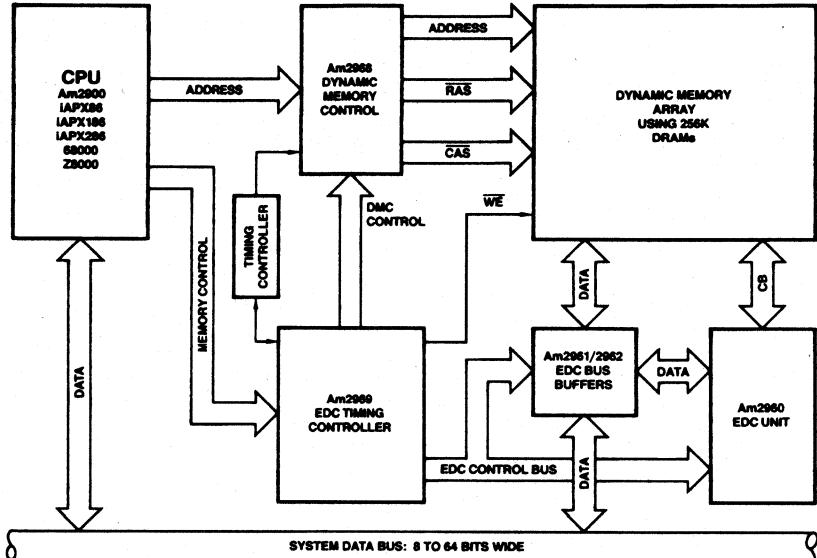 CPU
Am2900
iAPX86
iAPX186
iAPX286
68000
Z8000
ADDRESS
Am2968
DYNAMIC
MEMORY
CONTROL
ADDRESS
RAS
CAS
DYNAMIC MEMORY
ARRAY
USING 256K
DRAMs
MEMORY CONTROL
TIMING
CONTROLLER
DMC
CONTROL
WE
DATA
CB
DATA
Am2969
EDC TIMING
CONTROLLER
Am2961/2962
EDC BUS
BUFFERS
DATA
Am2960
EDC UNIT
EDC CONTROL BUS
DATA
SYSTEM DATA BUS: 8 TO 64 BITS WIDE